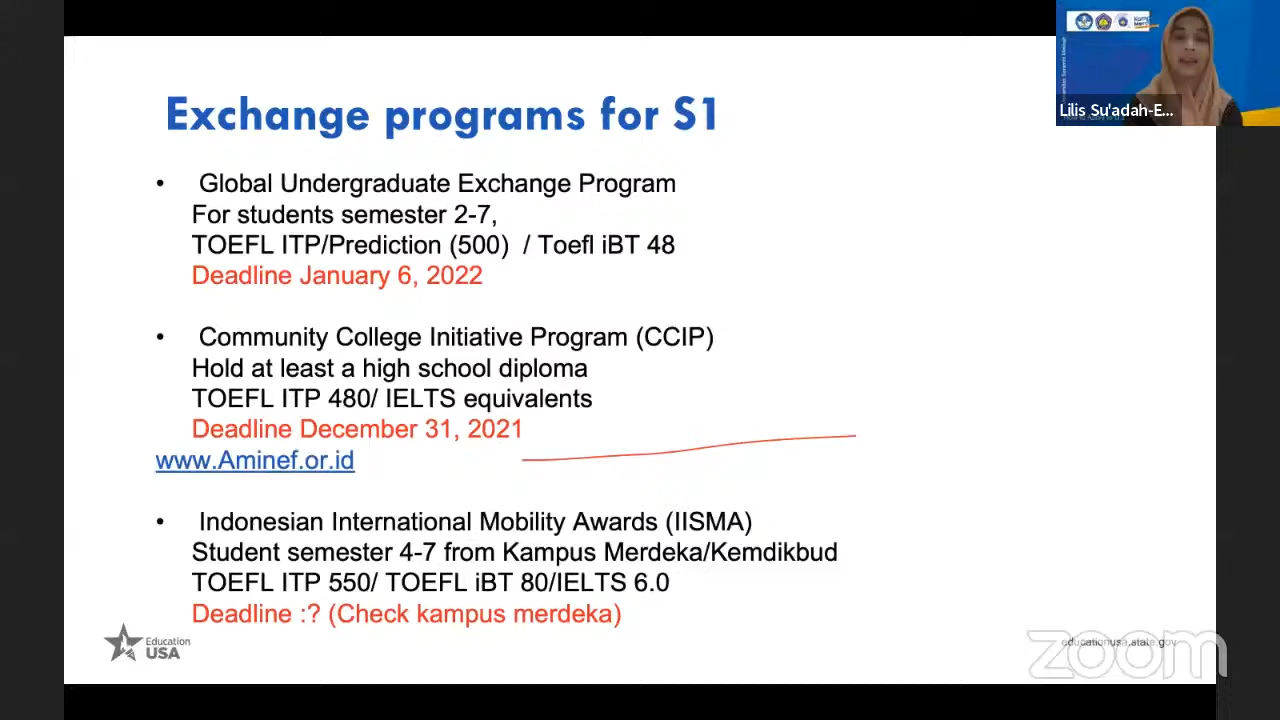 Exchange programs for S1
• Global Undergraduate Exchange Program
For students semester 2-7,
TOEFL ITP/Prediction (500) / Toefl iBT 48
Deadline January 6, 2022
• Community College Initiative Program (CCIP)
Hold at least a high school diploma
TOEFL ITP 480/ IELTS equivalents
Deadline December 31, 2021
www.Aminef.or.id
• Indonesian International Mobility Awards (IISMA)
Student semester 4-7 from Kampus Merdeka/Kemdikbud
TOEFL ITP 550/ TOEFL iBT 80/IELTS 6.0
Deadline :? (Check kampus merdeka)
Education
USA
educationusa.state.gov
zoom
Lilis Su'adah-E...